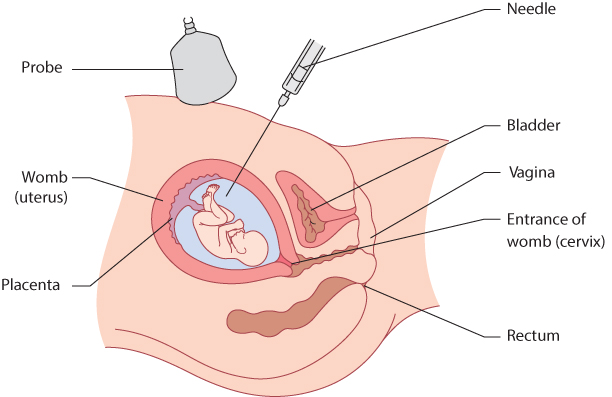 Needle
Probe
Bladder
Womb
(uterus)
Vagina
Entrance of
womb (cervix)
Placenta
Rectum